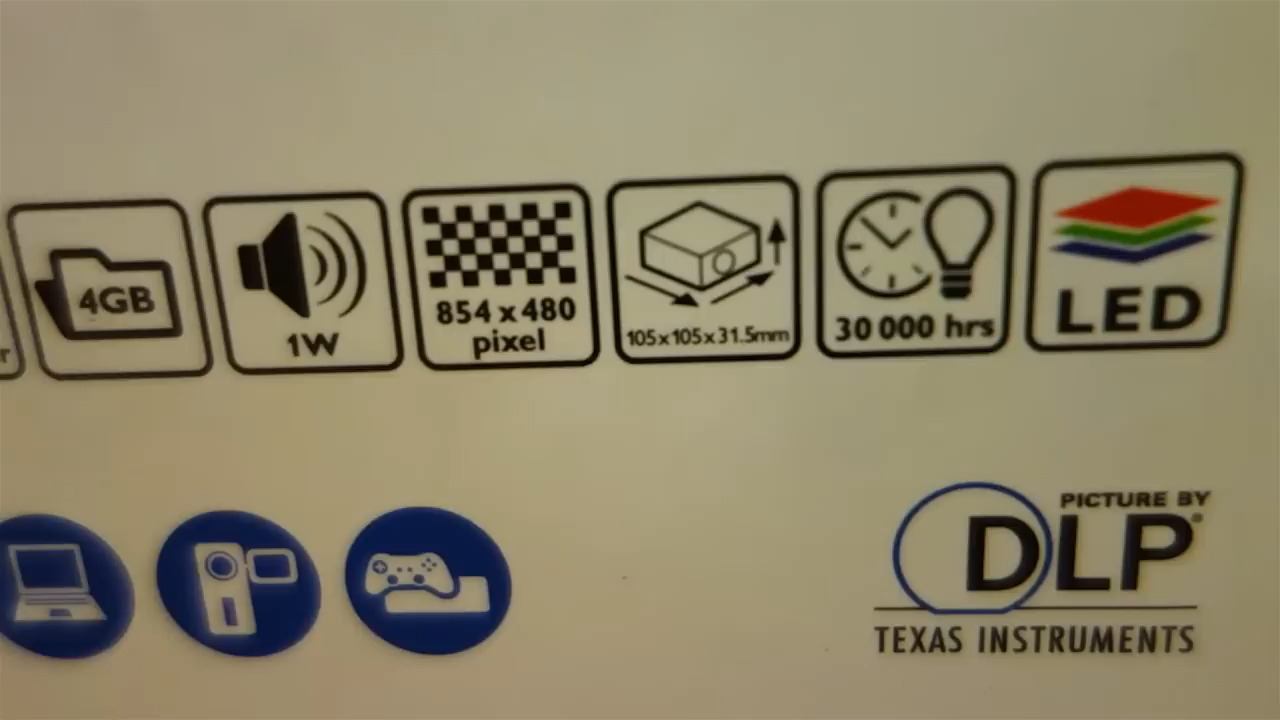 4GB
1W
854 x 480
pixel
105x105x31.5mm
30 000 hrs
LED
PICTURE BY
DLP®
TEXAS INSTRUMENTS